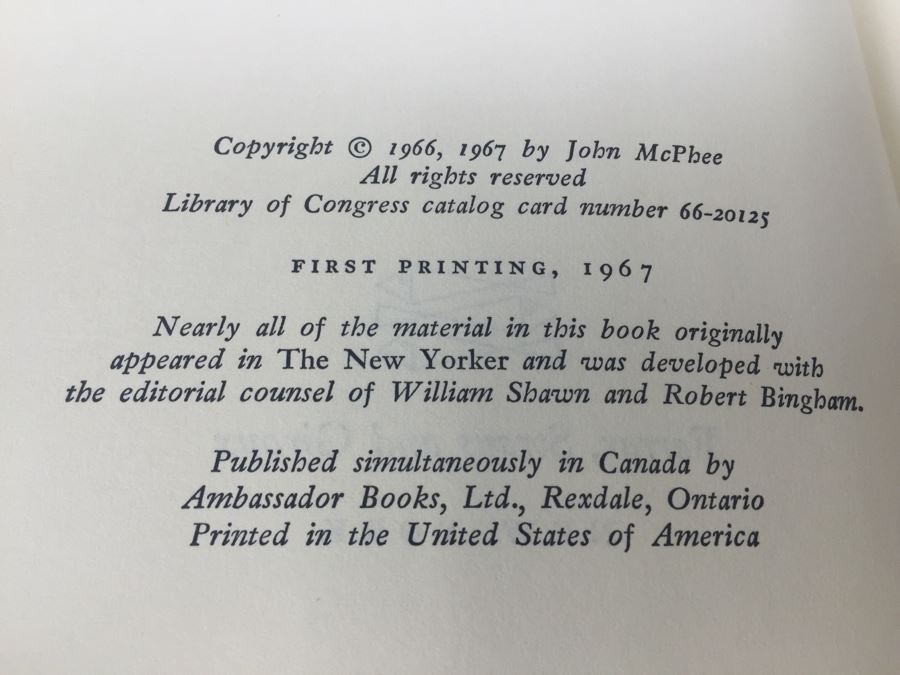 Copyright © 1966, 1967 by John McPhee
All rights reserved
Library of Congress catalog card number 66-20125
FIRST PRINTING, 1967
Nearly all of the material in this book originally
appeared in The New Yorker and was developed with
the editorial counsel of William Shawn and Robert Bingham.
Published simultaneously in Canada by
Ambassador Books, Ltd., Rexdale, Ontario
Printed in the United States of America